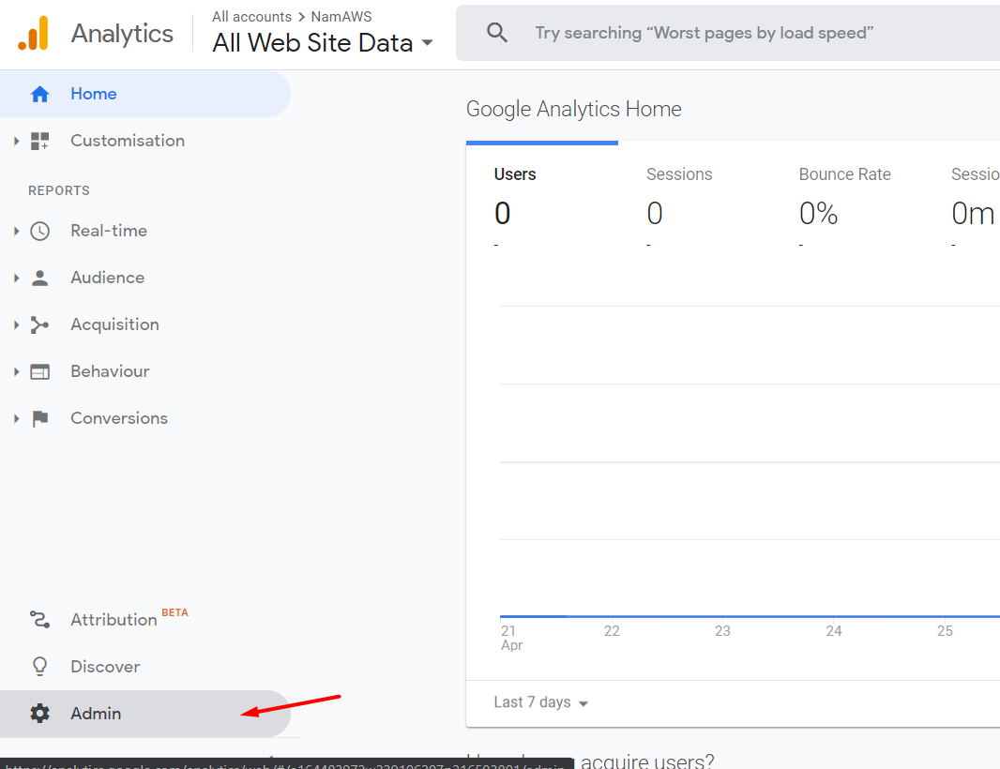 Analytics
All accounts > NamAWS
All Web Site Data
Try searching “Worst pages by load speed”
Home
Customisation
REPORTS
Real-time
Audience
Acquisition
Behaviour
Conversions
Attribution BETA
Discover
Admin
Google Analytics Home
Users Sessions Bounce Rate Sessio
0 0 0% 0m
- - - -
21 22 23 24 25
Apr
Last 7 days
acquire users?